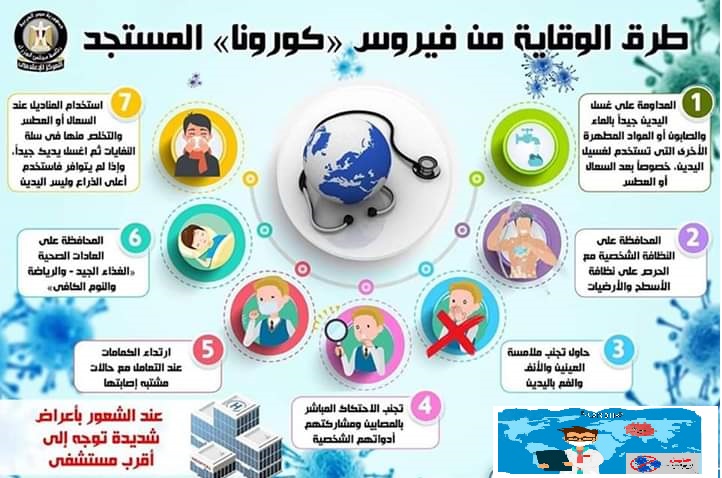 طرق الوقاية من فيروس «كورونا» المستجد
1
المداومة على غسل
اليدين جيداً بالماء
والصابون أو المواد المطهرة
الأخرى التى تستخدم لغسيل
اليدين، خصوصاً بعد السعال
أو العطس
2
المحافظة على
النظافة الشخصية مع
الحرص على نظافة
الأسطح والأرضيات
3
حاول تجنب ملامسة
العينين والأنف
والفم باليدين
4
تجنب الاحتكاك المباشر
بالمصابين ومشاركتهم
أدواتهم الشخصية
5
ارتداء الكمامات
عند التعامل مع حالات
مشتبه إصابتها
6
المحافظة على
العادات الصحية
«الغذاء الجيد - والرياضة
والنوم الكافى»
7
استخدام المناديل عند
السعال أو العطس
والتخلص منها فى سلة
النفايات ثم اغسل يديك جيداً،
وإذا لم يتوافر فاستخدم
أعلى الذراع وليس اليدين
عند الشعور بأعراض
شديدة توجه إلى
أقرب مستشفى
H